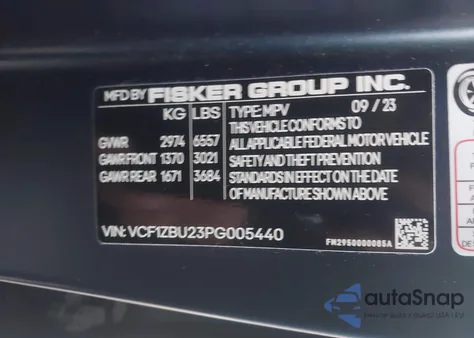 MFD BY FISKER GROUP INC.
KG LBS TYPE: MPV 09 / 23
GVWR 2974 6557 THIS VEHICLE CONFORMS TO
GAWR FRONT 1370 3021 ALL APPLICABLE FEDERAL MOTOR VEHICLE
GAWR REAR 1671 3684 SAFETY AND THEFT PREVENTION
STANDARDS IN EFFECT ON THE DATE
OF MANUFACTURE SHOWN ABOVE.
VIN: VCF1ZBU23PG005440
FM29S0000005A
autoSnap